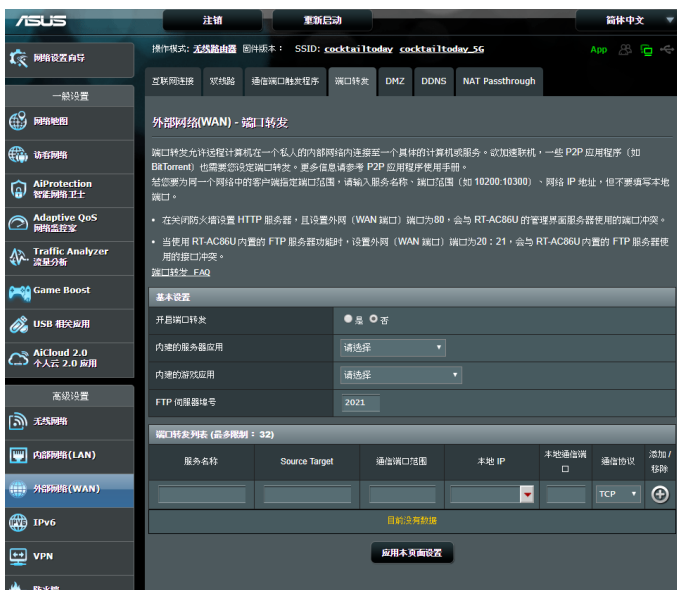 ASUS
注销
重新启动
简体中文
操作模式: 无线路由器 固件版本: SSID: cocktailtoday cocktailtoday_5G
App
网络设置向导
一般设置
网络地图
访客网络
AiProtection
智能网络卫士
Adaptive QoS
网络监控家
Traffic Analyzer
流量分析
Game Boost
USB 相关应用
AiCloud 2.0
个人云 2.0 应用
高级设置
无线网络
内部网络(LAN)
外部网络(WAN)
IPv6
VPN
防火墙
互联网连接
双线路
通信端口触发程序
端口转发
DMZ
DDNS
NAT Passthrough
外部网络(WAN) - 端口转发
端口转发允许远程计算机在一个私人的内部网络内连接至一个具体的计算机或服务。欲加速联机,一些 P2P 应用程序(如
BitTorrent)也需要您设定端口转发。更多信息请参考 P2P 应用程序使用手册。
若您要为同一个网络中的客户端指定端口范围,请输入服务名称、端口范围(如 10200:10300)、网络 IP 地址,但不要填写本地
端口。
• 在关闭防火墙设置 HTTP 服务器,且设置外网(WAN 端口)端口为80,会与 RT-AC86U 的管理界面服务器使用的端口冲突。
• 当使用 RT-AC86U 内置的 FTP 服务器功能时,设置外网(WAN 端口)端口为20:21,会与 RT-AC86U 内置的 FTP 服务器使
用的接口冲突。
端口转发 FAQ
基本设置
开启端口转发
是 否
内建的服务器应用
请选择
内建的游戏应用
请选择
FTP 伺服器埠号
2021
端口转发列表 (最多限制 : 32)
服务名称
Source Target
通信端口范围
本地 IP
本地通信端
口
通信协议
添加 /
移除
TCP
目前没有数据
应用本页面设置